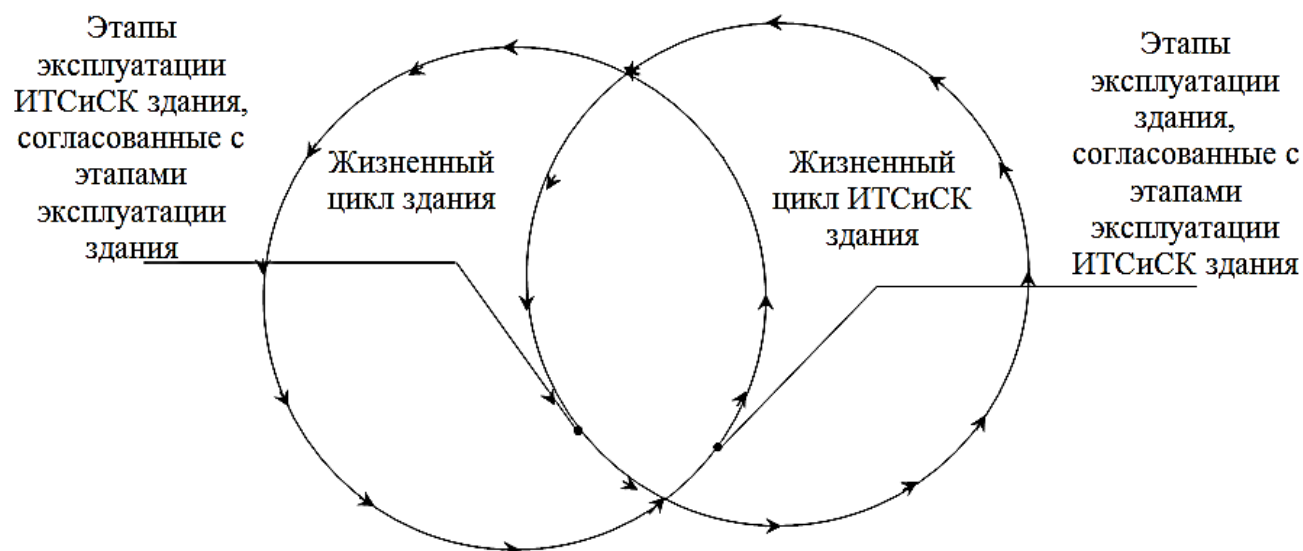 Этапы
эксплуатации
ИТСиСК здания,
согласованные с
этапами
эксплуатации
здания
Жизненный
цикл здания
Жизненный
цикл ИТСиСК
здания
Этапы
эксплуатации
здания,
согласованные с
этапами
эксплуатации
ИТСиСК здания